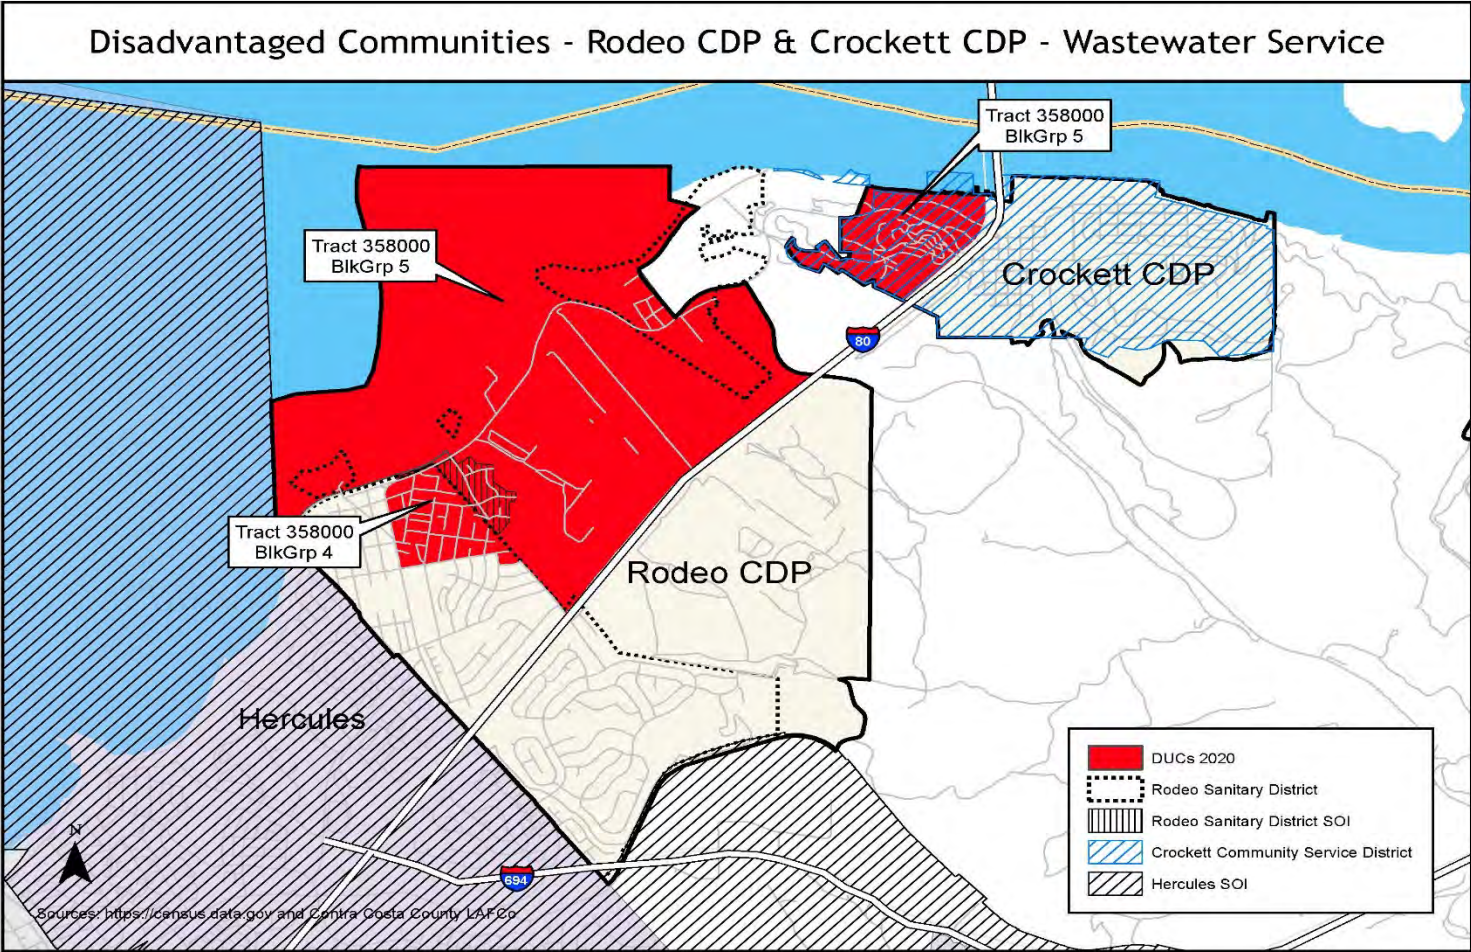 Disadvantaged Communities - Rodeo CDP & Crockett CDP - Wastewater Service
Tract 358000
BlkGrp 5
Tract 358000
BlkGrp 5
Crockett CDP
80
Tract 358000
BlkGrp 4
Rodeo CDP
Hercules
DUCs 2020
Rodeo Sanitary District
Rodeo Sanitary District SOI
Crockett Community Service District
Hercules SOI
N
694
Sources: https://census.data.gov and Contra Costa County LAFCo